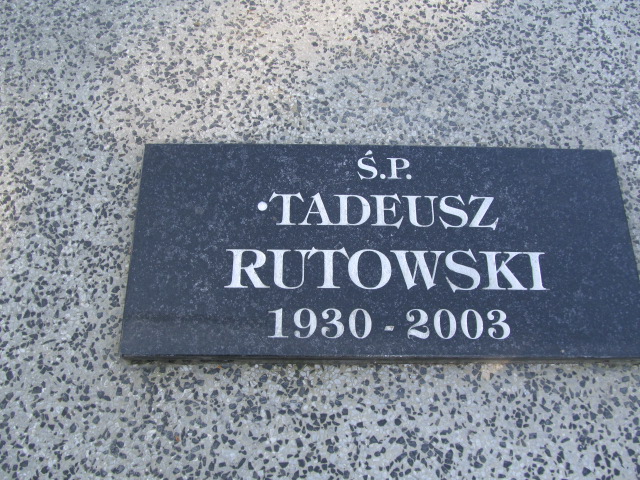 Ś.P.
·TADEUSZ
RUTOWSKI
1930 - 2003